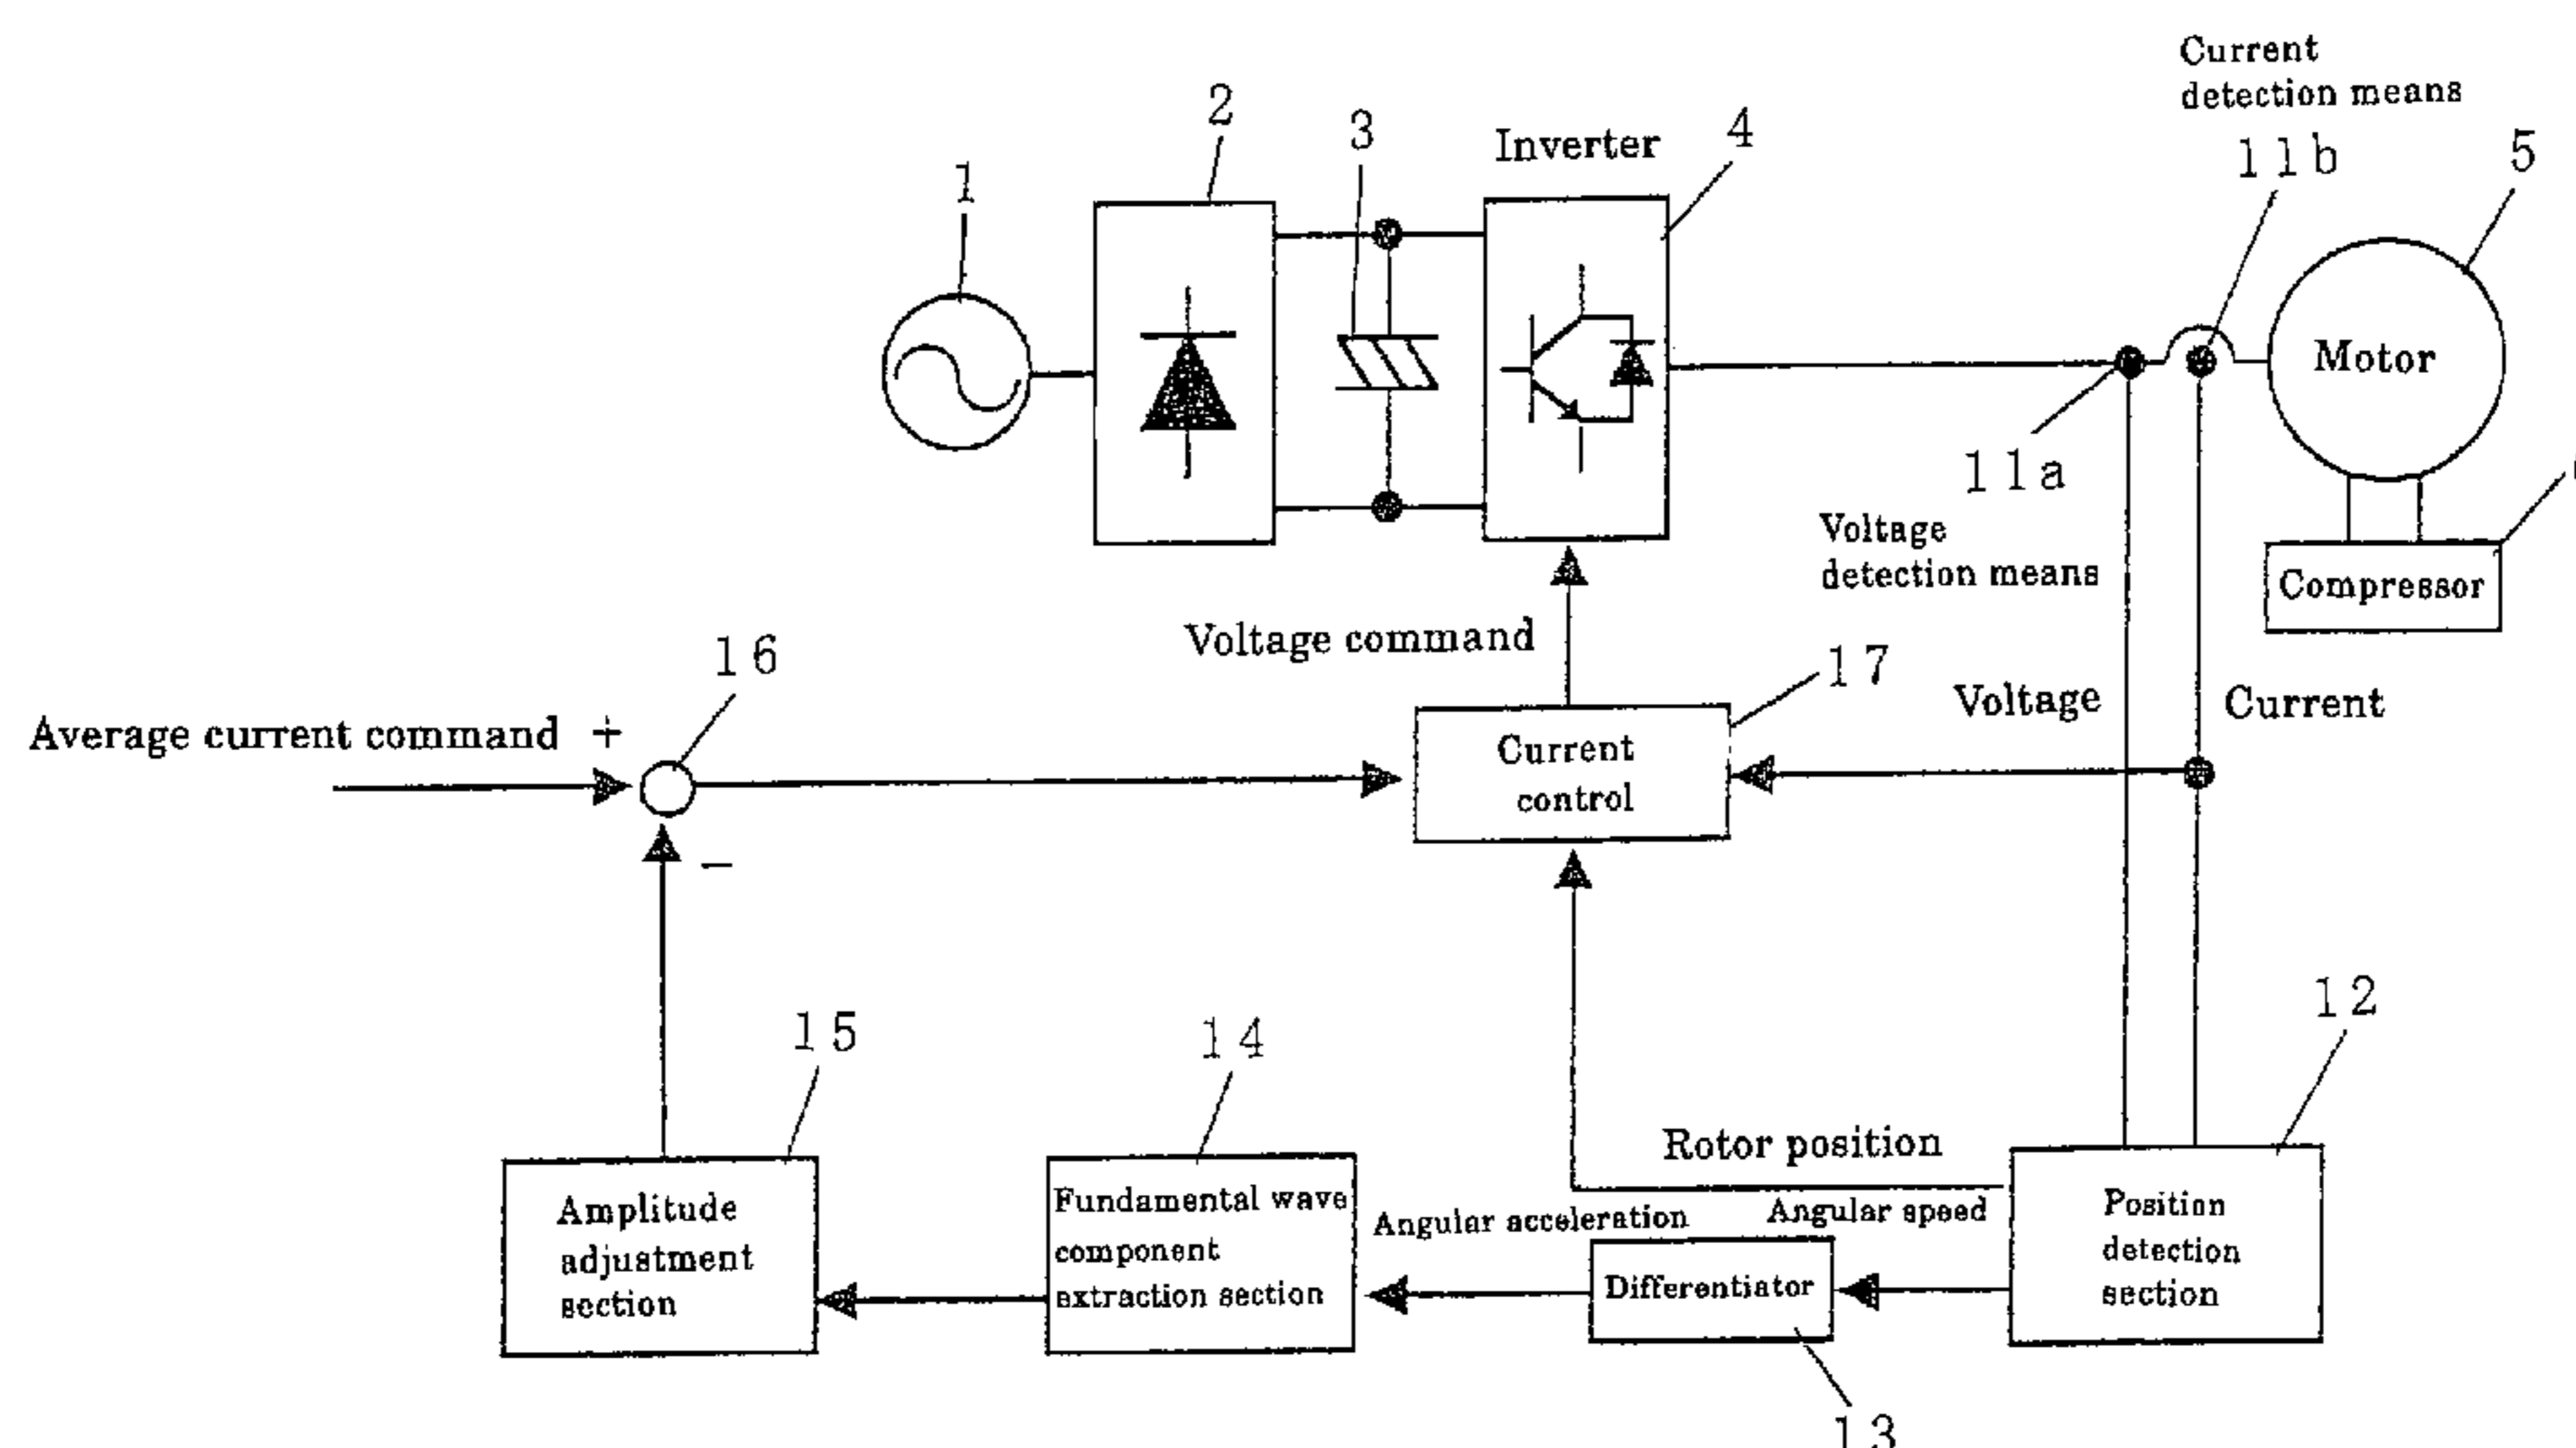 Current
detection means
2
3
Inverter
4
11b
5
1
Motor
11a
Voltage
detection means
Compressor
Voltage command
16
17
Average current command +
Voltage
Current
Current
control
−
12
15
14
Rotor position
Amplitude
adjustment
section
Fundamental wave
component
extraction section
Angular acceleration
Angular speed
Differentiator
Position
detection
section
13